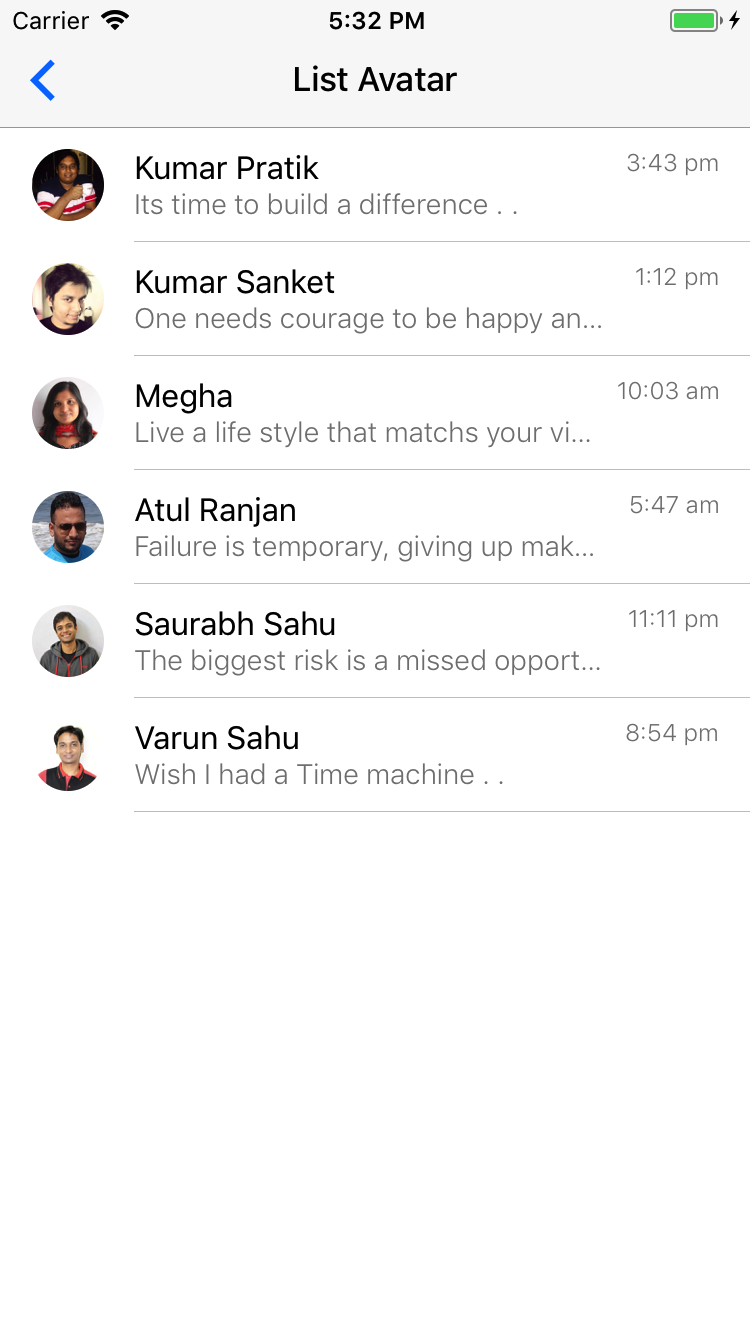 Carrier 5:32 PM
List Avatar
Kumar Pratik 3:43 pm
Its time to build a difference . .
Kumar Sanket 1:12 pm
One needs courage to be happy an...
Megha 10:03 am
Live a life style that matchs your vi...
Atul Ranjan 5:47 am
Failure is temporary, giving up mak...
Saurabh Sahu 11:11 pm
The biggest risk is a missed opport...
Varun Sahu 8:54 pm
Wish I had a Time machine . .